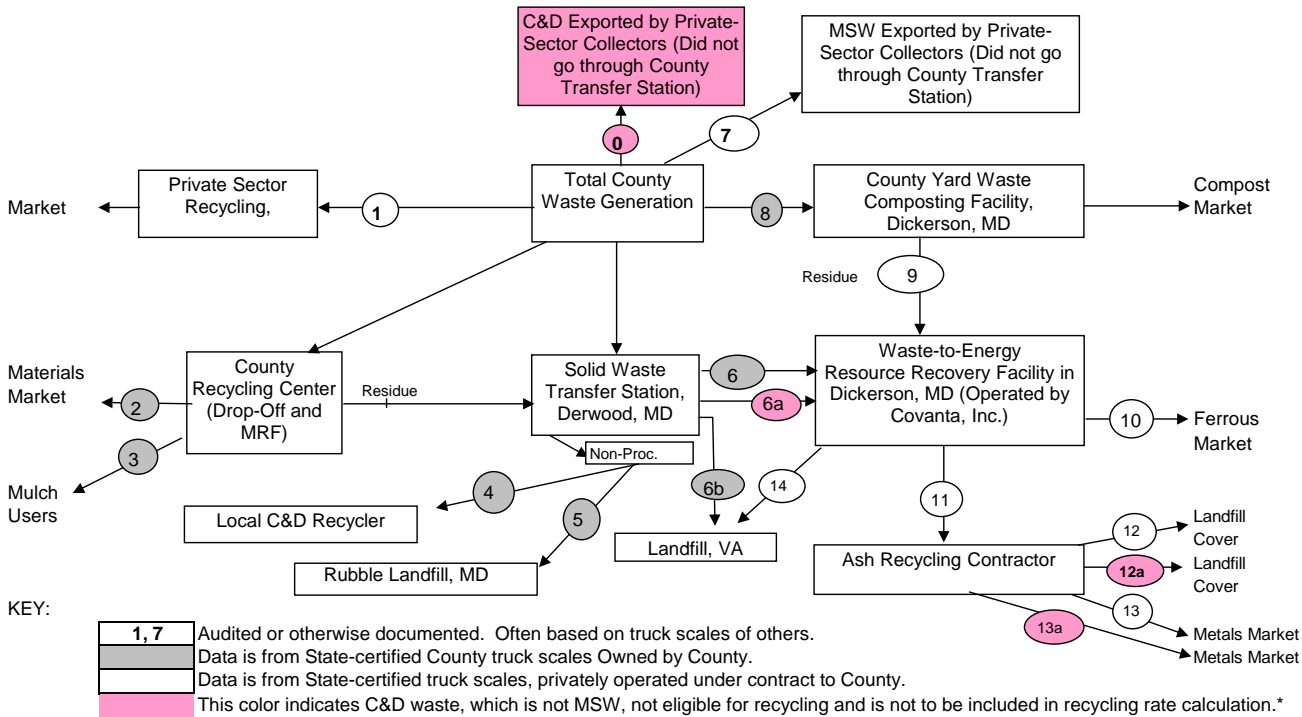 C&D Exported by Private-
Sector Collectors (Did not
go through County
Transfer Station)
MSW Exported by Private-
Sector Collectors (Did not go
through County Transfer
Station)
0
7
Market
Private Sector
Recycling,
1
Total County
Waste Generation
8
County Yard Waste
Composting Facility,
Dickerson, MD
Compost
Market
Residue
9
Materials
Market
2
County
Recycling Center
(Drop-Off and
MRF)
Residue
Solid Waste
Transfer Station,
Derwood, MD
6
6a
Waste-to-Energy
Resource Recovery Facility in
Dickerson, MD (Operated by
Covanta, Inc.)
10
Ferrous
Market
3
Mulch
Users
Non-Proc.
4
5
6b
14
11
Local C&D Recycler
Landfill, VA
Rubble Landfill, MD
Ash Recycling Contractor
12
Landfill
Cover
12a
Landfill
Cover
13
13a
Metals Market
Metals Market
KEY:
1, 7 Audited or otherwise documented. Often based on truck scales of others.
Data is from State-certified County truck scales Owned by County.
Data is from State-certified truck scales, privately operated under contract to County.
This color indicates C&D waste, which is not MSW, not eligible for recycling and is not to be included in recycling rate calculation.*